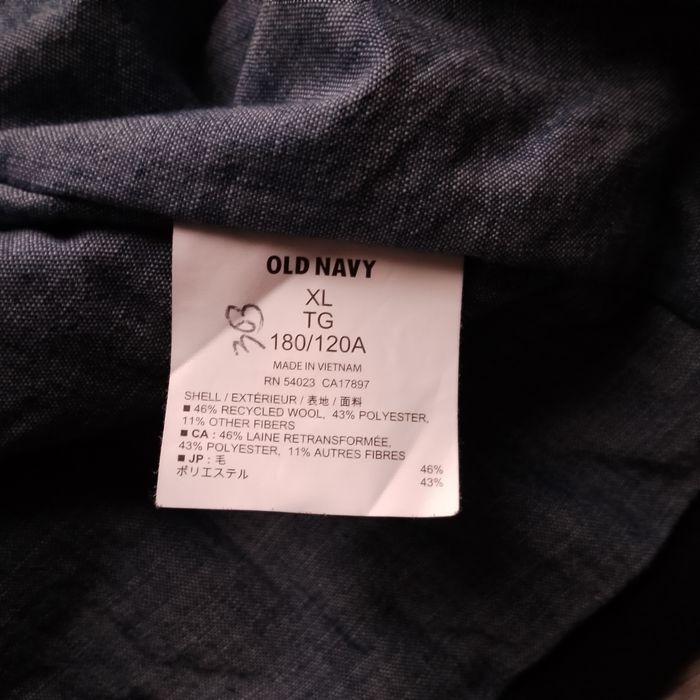 OLD NAVY
XL
TG
363
180/120A
MADE IN VIETNAM
RN 54023 CA17897
SHELL / EXTÉRIEUR / 表地 / 面料
■ 46% RECYCLED WOOL, 43% POLYESTER,
11% OTHER FIBERS
■ CA : 46% LAINE RETRANSFORMÉE,
43% POLYESTER, 11% AUTRES FIBRES
■ JP : 毛 46%
ポリエステル 43%